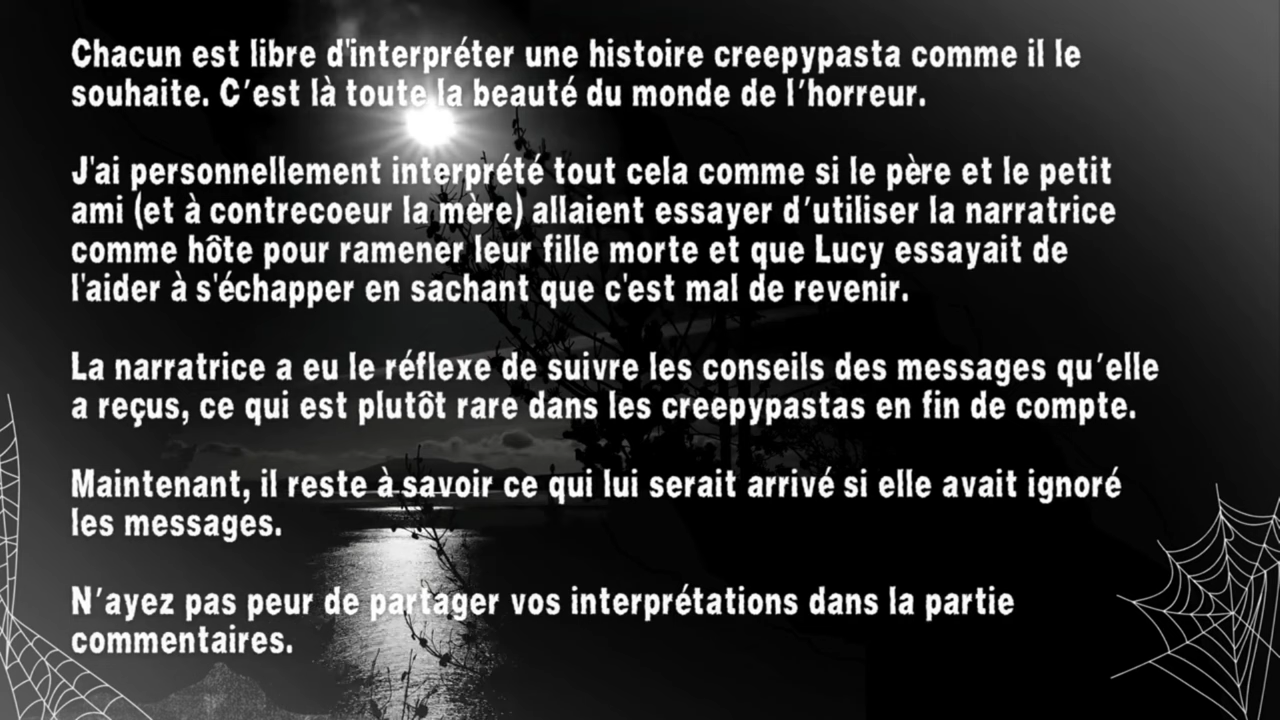 Chacun est libre d'interpréter une histoire creepypasta comme il le
souhaite. C’est là toute la beauté du monde de l’horreur.
J'ai personnellement interprété tout cela comme si le père et le petit
ami (et à contrecoeur la mère) allaient essayer d’utiliser la narratrice
comme hôte pour ramener leur fille morte et que Lucy essayait de
l'aider à s'échapper en sachant que c'est mal de revenir.
La narratrice a eu le réflexe de suivre les conseils des messages qu’elle
a reçus, ce qui est plutôt rare dans les creepypastas en fin de compte.
Maintenant, il reste à savoir ce qui lui serait arrivé si elle avait ignoré
les messages.
N’ayez pas peur de partager vos interprétations dans la partie
commentaires.